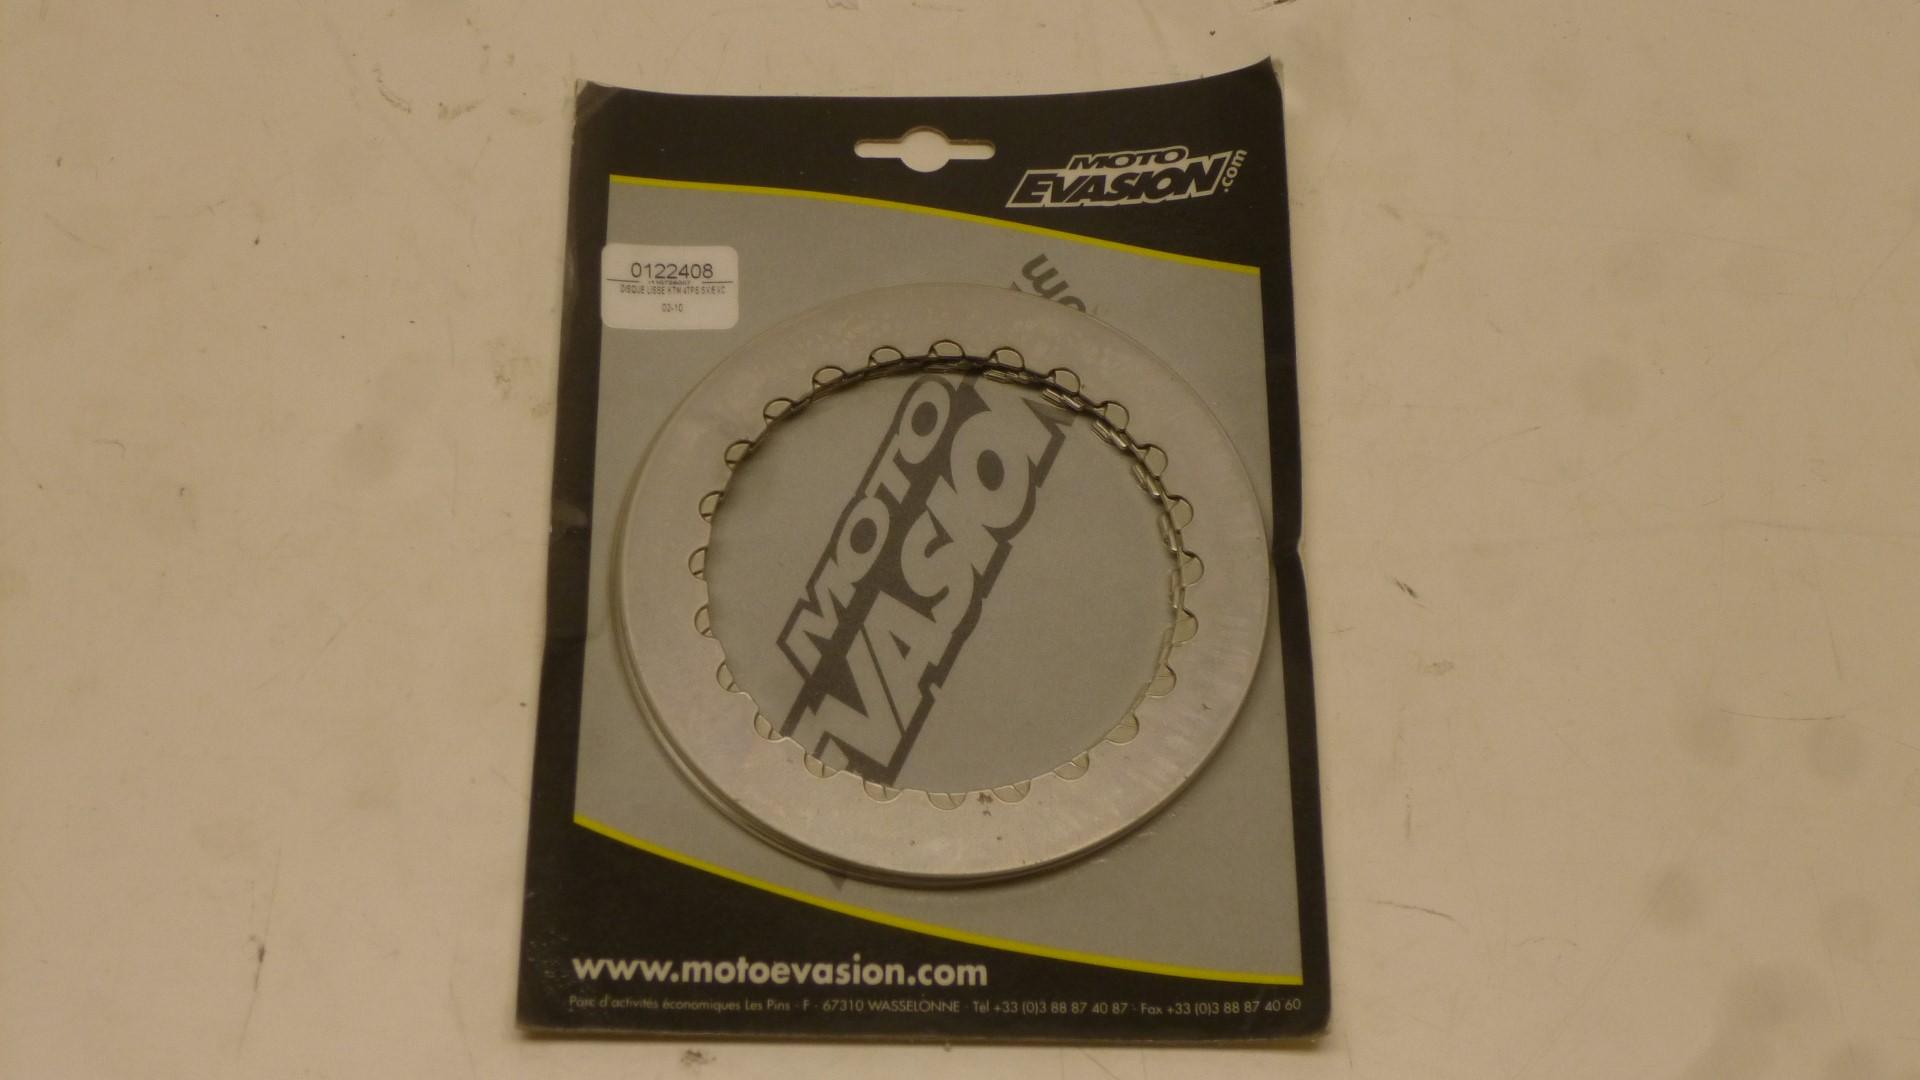 MOTO
EVASION.com
0122408
DISQUE LISSE KTM 4TPS SX/EXC
02-10
com
MOTO
VASION
www.motoevasion.com
Parc d'activités économiques Les Pins - F - 67310 WASSELONNE - Tel +33 (0)3 88 87 40 87 - Fax +33 (0)3 88 87 40 60